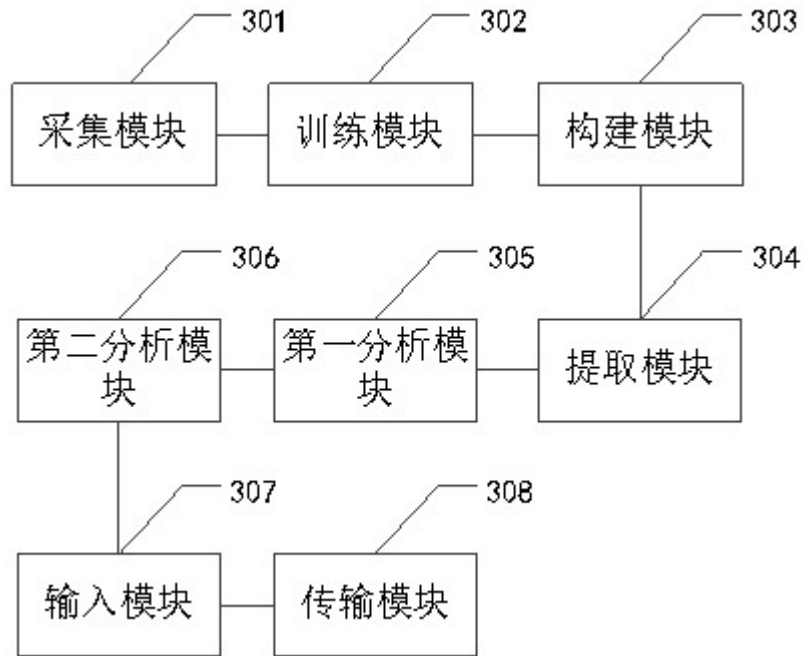 301
302
303
采集模块
训练模块
构建模块
306
305
304
第二分析模
块
第一分析模
块
提取模块
307
308
输入模块
传输模块